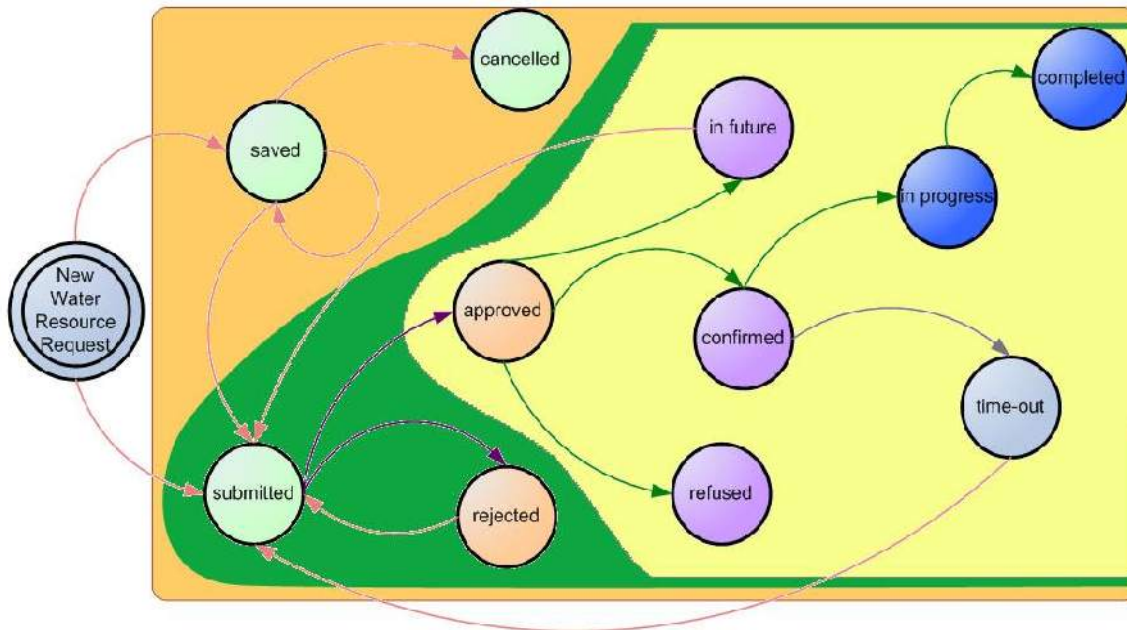 cancelled
completed
in future
saved
in progress
New
Water
Resource
Request
approved
confirmed
time-out
submitted
refused
rejected